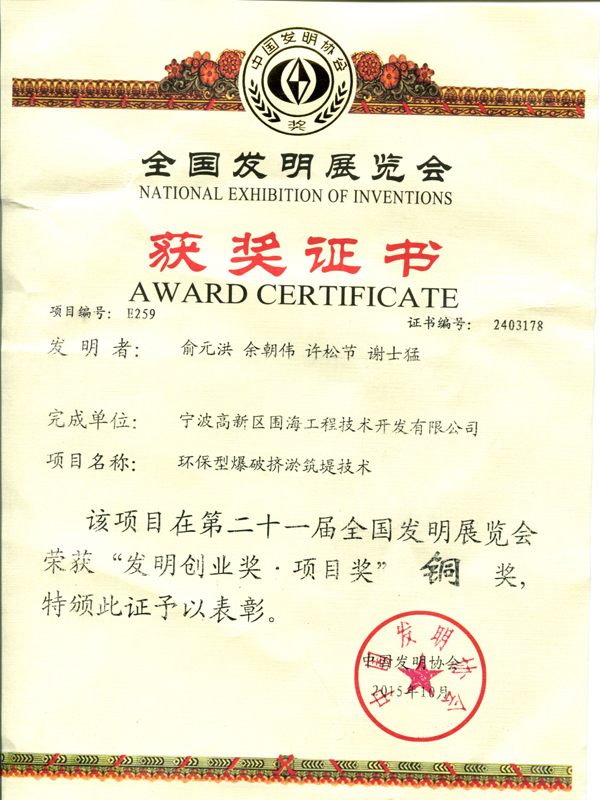 中国发明协会
奖
全国发明展览会
NATIONAL EXHIBITION OF INVENTIONS
获奖证书
AWARD CERTIFICATE
项目编号: E259
证书编号: 2403178
发明者: 俞元洪 余朝伟 许松节 谢士猛
完成单位: 宁波高新区围海工程技术开发有限公司
项目名称: 环保型爆破挤淤筑堤技术
该项目在第二十一届全国发明展览会
荣获“发明创业奖·项目奖” 铜 奖,
特颁此证予以表彰。
中国发明协会
中国发明协会
2015年10月